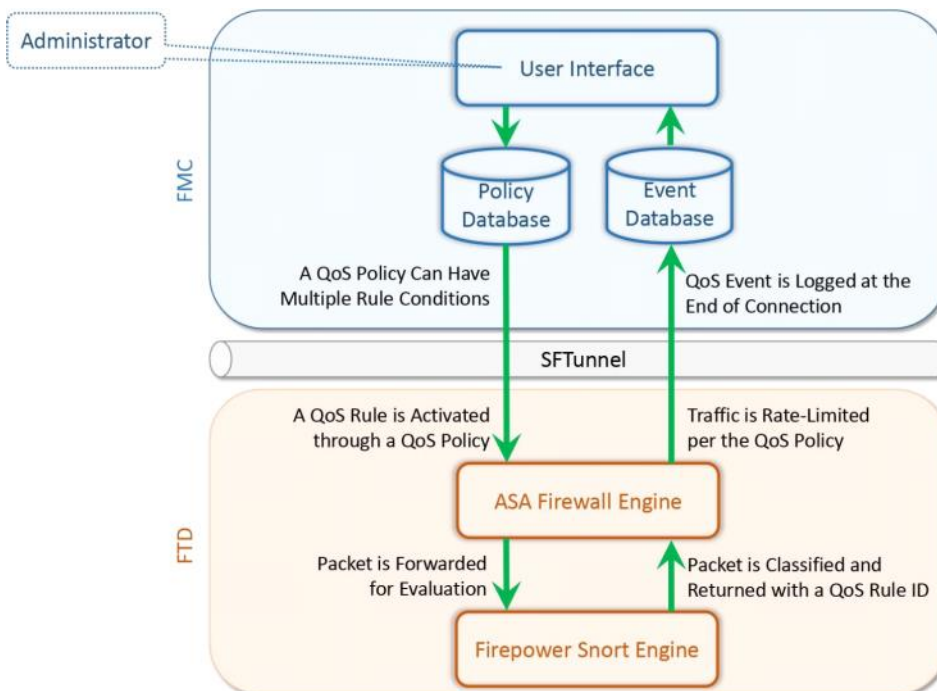 Administrator
User Interface
FMC
Policy
Database
Event
Database
A QoS Policy Can Have
Multiple Rule Conditions
QoS Event is Logged at the
End of Connection
SFTunnel
A QoS Rule is Activated
through a QoS Policy
Traffic is Rate-Limited
per the QoS Policy
FTD
ASA Firewall Engine
Packet is Forwarded
for Evaluation
Packet is Classified and
Returned with a QoS Rule ID
Firepower Snort Engine